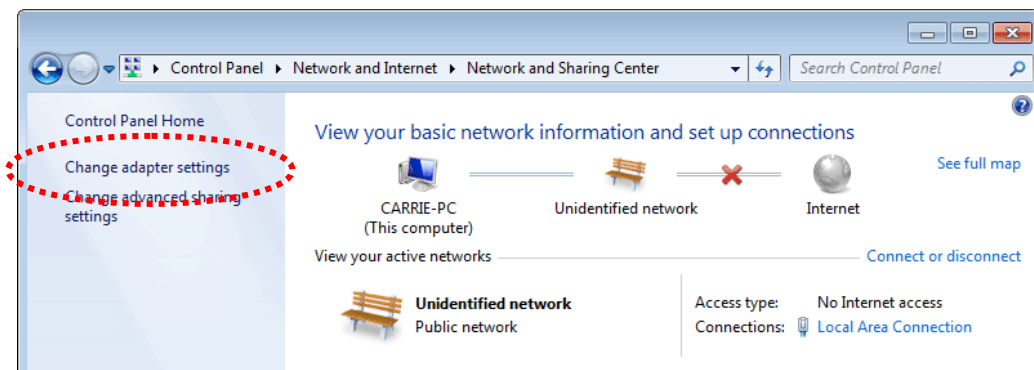 Control Panel ▸ Network and Internet ▸ Network and Sharing Center
Search Control Panel
Control Panel Home
Change adapter settings
Change advanced sharing
settings
View your basic network information and set up connections
See full map
CARRIE-PC
(This computer)
Unidentified network
Internet
View your active networks
Connect or disconnect
Unidentified network
Public network
Access type: No Internet access
Connections: Local Area Connection